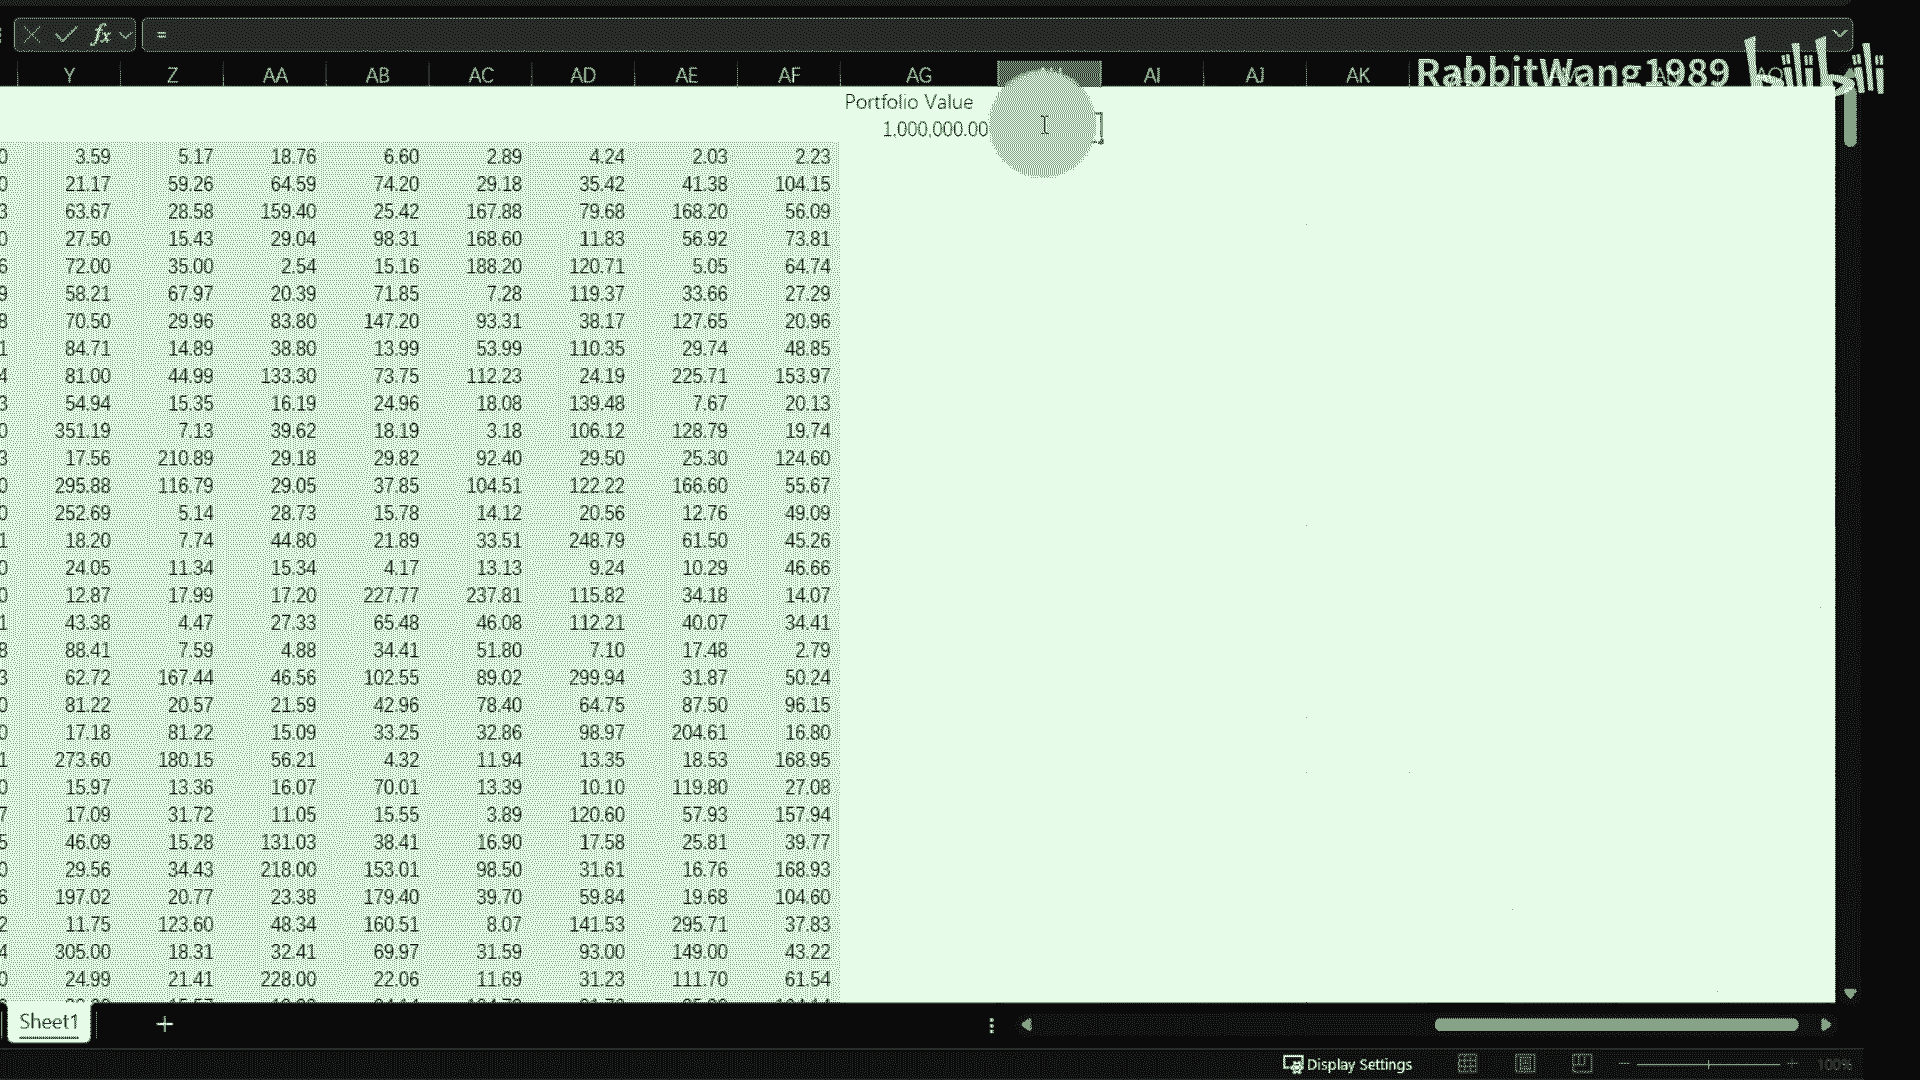 fx =
Y Z AA AB AC AD AE AF AG AI AJ AK
RabbitWang1989 bilibili
Portfolio Value
1,000,000.00
0 3.59 5.17 18.76 6.60 2.89 4.24 2.03 2.23
0 21.17 59.26 64.59 74.20 29.18 35.42 41.38 104.15
3 63.67 28.58 159.40 25.42 167.88 79.68 168.20 56.09
0 27.50 15.43 29.04 98.31 168.60 11.83 56.92 73.81
6 72.00 35.00 2.54 15.16 188.20 120.71 5.05 64.74
9 58.21 67.97 20.39 71.85 7.28 119.37 33.66 27.29
8 70.50 29.96 83.80 147.20 93.31 38.17 127.65 20.96
1 84.71 14.89 38.80 13.99 53.99 110.35 29.74 48.85
4 81.00 44.99 133.30 73.75 112.23 24.19 225.71 153.97
3 54.94 15.35 16.19 24.96 18.08 139.48 7.67 20.13
0 351.19 7.13 39.62 18.19 3.18 106.12 128.79 19.74
3 17.56 210.89 29.18 29.82 92.40 29.50 25.30 124.60
0 295.88 116.79 29.05 37.85 104.51 122.22 166.60 55.67
0 252.69 5.14 28.73 15.78 14.12 20.56 12.76 49.09
1 18.20 7.74 44.80 21.89 33.51 248.79 61.50 45.26
0 24.05 11.34 15.34 4.17 13.13 9.24 10.29 46.66
0 12.87 17.99 17.20 227.77 237.81 115.82 34.18 14.07
1 43.38 4.47 27.33 65.48 46.08 112.21 40.07 34.41
8 88.41 7.59 4.88 34.41 51.80 7.10 17.48 2.79
3 62.72 167.44 46.56 102.55 89.02 299.94 31.87 50.24
0 81.22 20.57 21.59 42.96 78.40 64.75 87.50 96.15
0 17.18 81.22 15.09 33.25 32.86 98.97 204.61 16.80
1 273.60 180.15 56.21 4.32 11.94 13.35 18.53 168.95
0 15.97 13.36 16.07 70.01 13.39 10.10 119.80 27.08
7 17.09 31.72 11.05 15.55 3.89 120.60 57.93 157.94
5 46.09 15.28 131.03 38.41 16.90 17.58 25.81 39.77
0 29.56 34.43 218.00 153.01 98.50 31.61 16.76 168.93
6 197.02 20.77 23.38 179.40 39.70 59.84 19.68 104.60
2 11.75 123.60 48.34 160.51 8.07 141.53 295.71 37.83
4 305.00 18.31 32.41 69.97 31.59 93.00 149.00 43.22
0 24.99 21.41 228.00 22.06 11.69 31.23 111.70 61.54
Sheet1
Display Settings
100%